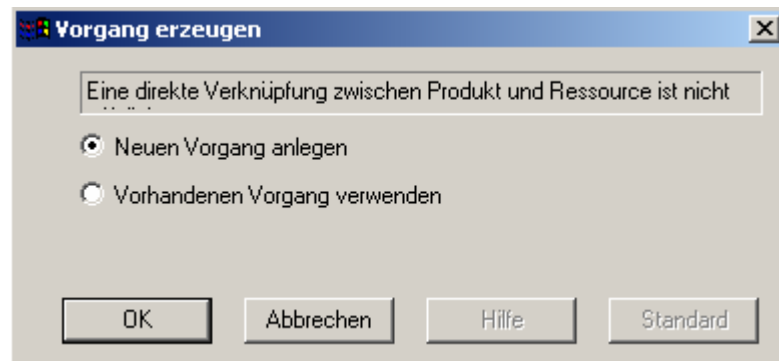 Vorgang erzeugen
Eine direkte Verknüpfung zwischen Produkt und Ressource ist nicht
Neuen Vorgang anlegen
Vorhandenen Vorgang verwenden
OK
Abbrechen
Hilfe
Standard